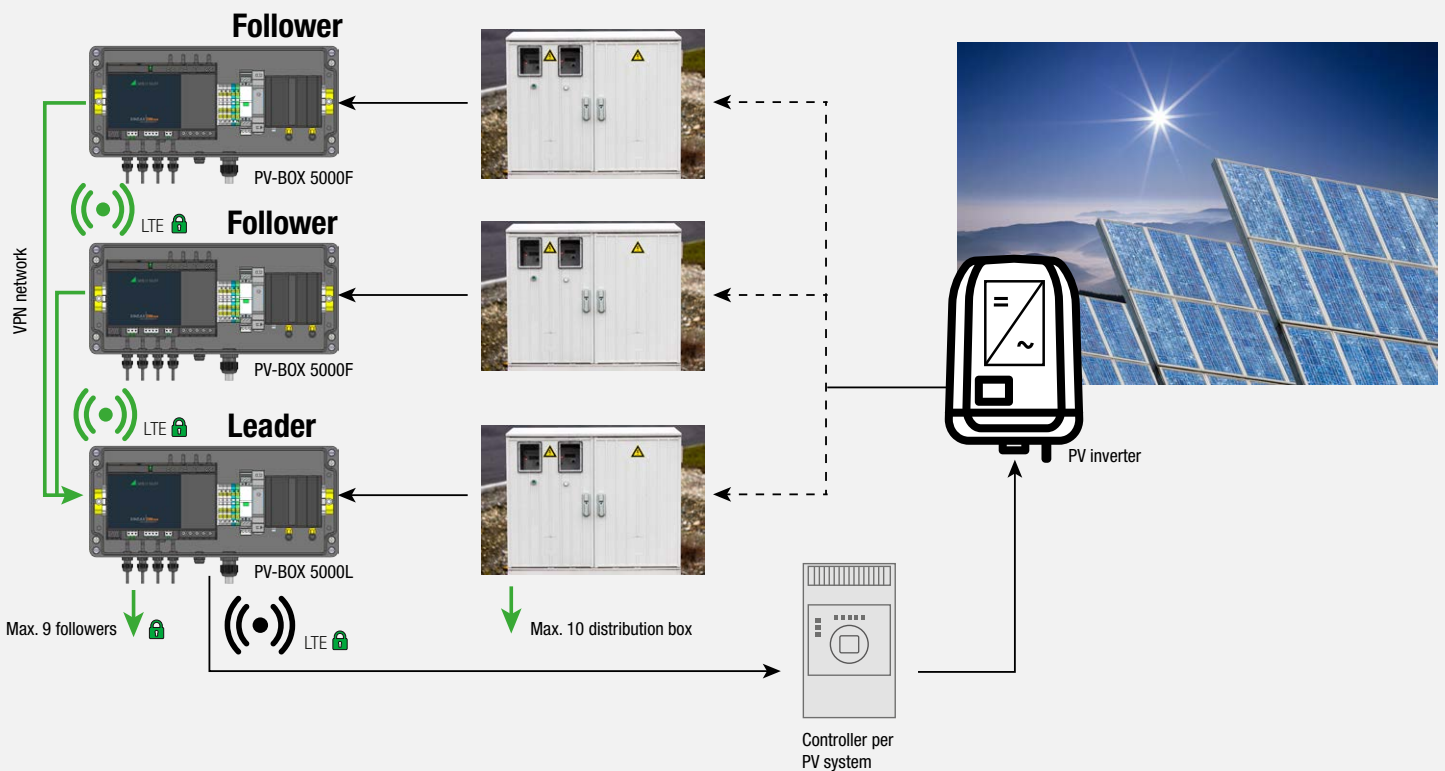 Follower
PV-BOX 5000F
LTE
Follower
VPN network
PV-BOX 5000F
LTE
Leader
PV-BOX 5000L
Max. 9 followers
LTE
Max. 10 distribution box
PV inverter
Controller per
PV system